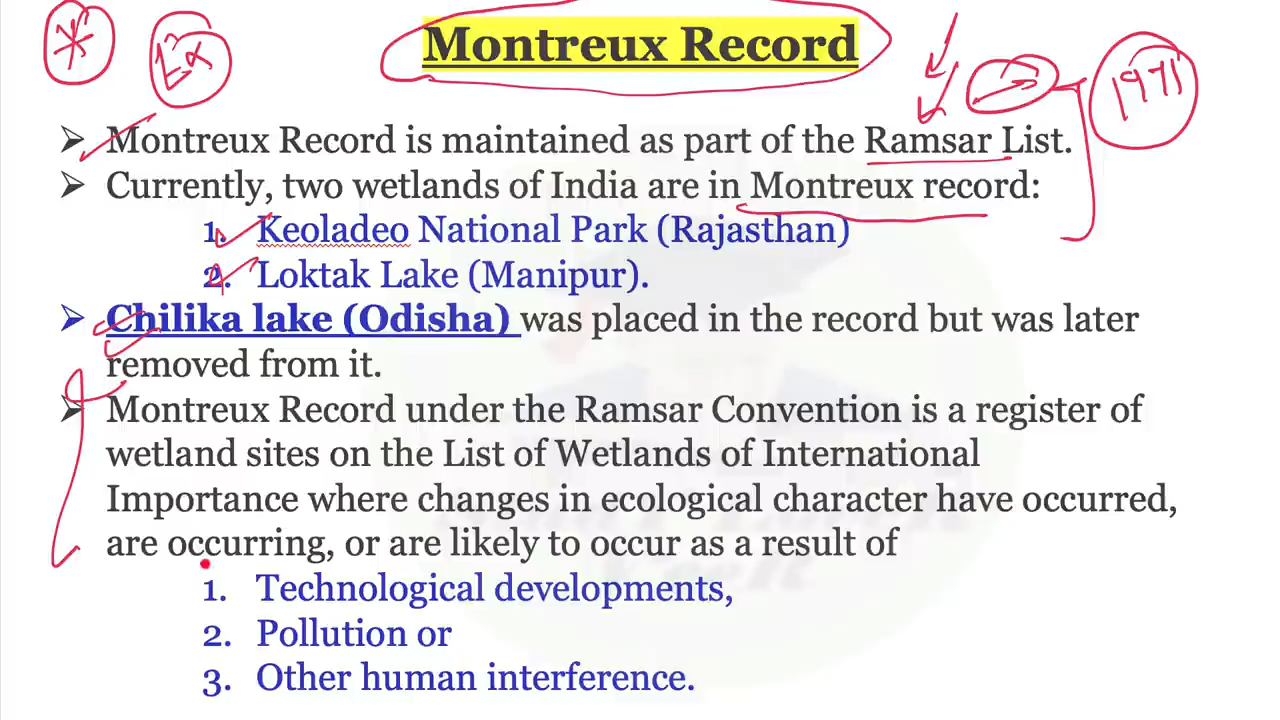 Montreux Record
1971
➢ Montreux Record is maintained as part of the Ramsar List.
➢ Currently, two wetlands of India are in Montreux record:
1. Keoladeo National Park (Rajasthan)
2. Loktak Lake (Manipur).
➢ Chilika lake (Odisha) was placed in the record but was later
removed from it.
➢ Montreux Record under the Ramsar Convention is a register of
wetland sites on the List of Wetlands of International
Importance where changes in ecological character have occurred,
are occurring, or are likely to occur as a result of
1. Technological developments,
2. Pollution or
3. Other human interference.